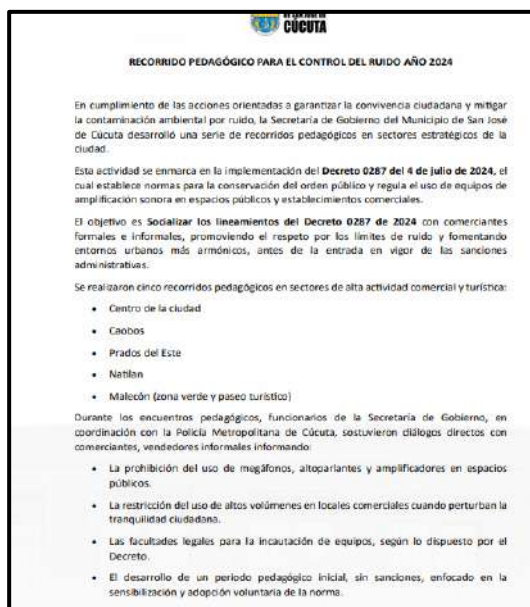 DE SAN JOSÉ DE
CÚCUTA
RECORRIDO PEDAGÓGICO PARA EL CONTROL DEL RUIDO AÑO 2024
En cumplimiento de las acciones orientadas a garantizar la convivencia ciudadana y mitigar
la contaminación ambiental por ruido, la Secretaría de Gobierno del Municipio de San José
de Cúcuta desarrolló una serie de recorridos pedagógicos en sectores estratégicos de la
ciudad.
Esta actividad se enmarca en la implementación del Decreto 0287 del 4 de julio de 2024, el
cual establece normas para la conservación del orden público y regula el uso de equipos de
amplificación sonora en espacios públicos y establecimientos comerciales.
El objetivo es Socializar los lineamientos del Decreto 0287 de 2024 con comerciantes
formales e informales, promoviendo el respeto por los límites de ruido y fomentando
entornos urbanos más armónicos, antes de la entrada en vigor de las sanciones
administrativas.
Se realizaron cinco recorridos pedagógicos en sectores de alta actividad comercial y turística:
• Centro de la ciudad
• Caobos
• Prados del Este
• Natilan
• Malecón (zona verde y paseo turístico)
Durante los encuentros pedagógicos, funcionarios de la Secretaría de Gobierno, en
coordinación con la Policía Metropolitana de Cúcuta, sostuvieron diálogos directos con
comerciantes, vendedores informales informando:
• La prohibición del uso de megáfonos, altoparlantes y amplificadores en espacios
públicos.
• La restricción del uso de altos volúmenes en locales comerciales cuando perturban la
tranquilidad ciudadana.
• Las facultades legales para la incautación de equipos, según lo dispuesto por el
Decreto.
• El desarrollo de un periodo pedagógico inicial, sin sanciones, enfocado en la
sensibilización y adopción voluntaria de la norma.